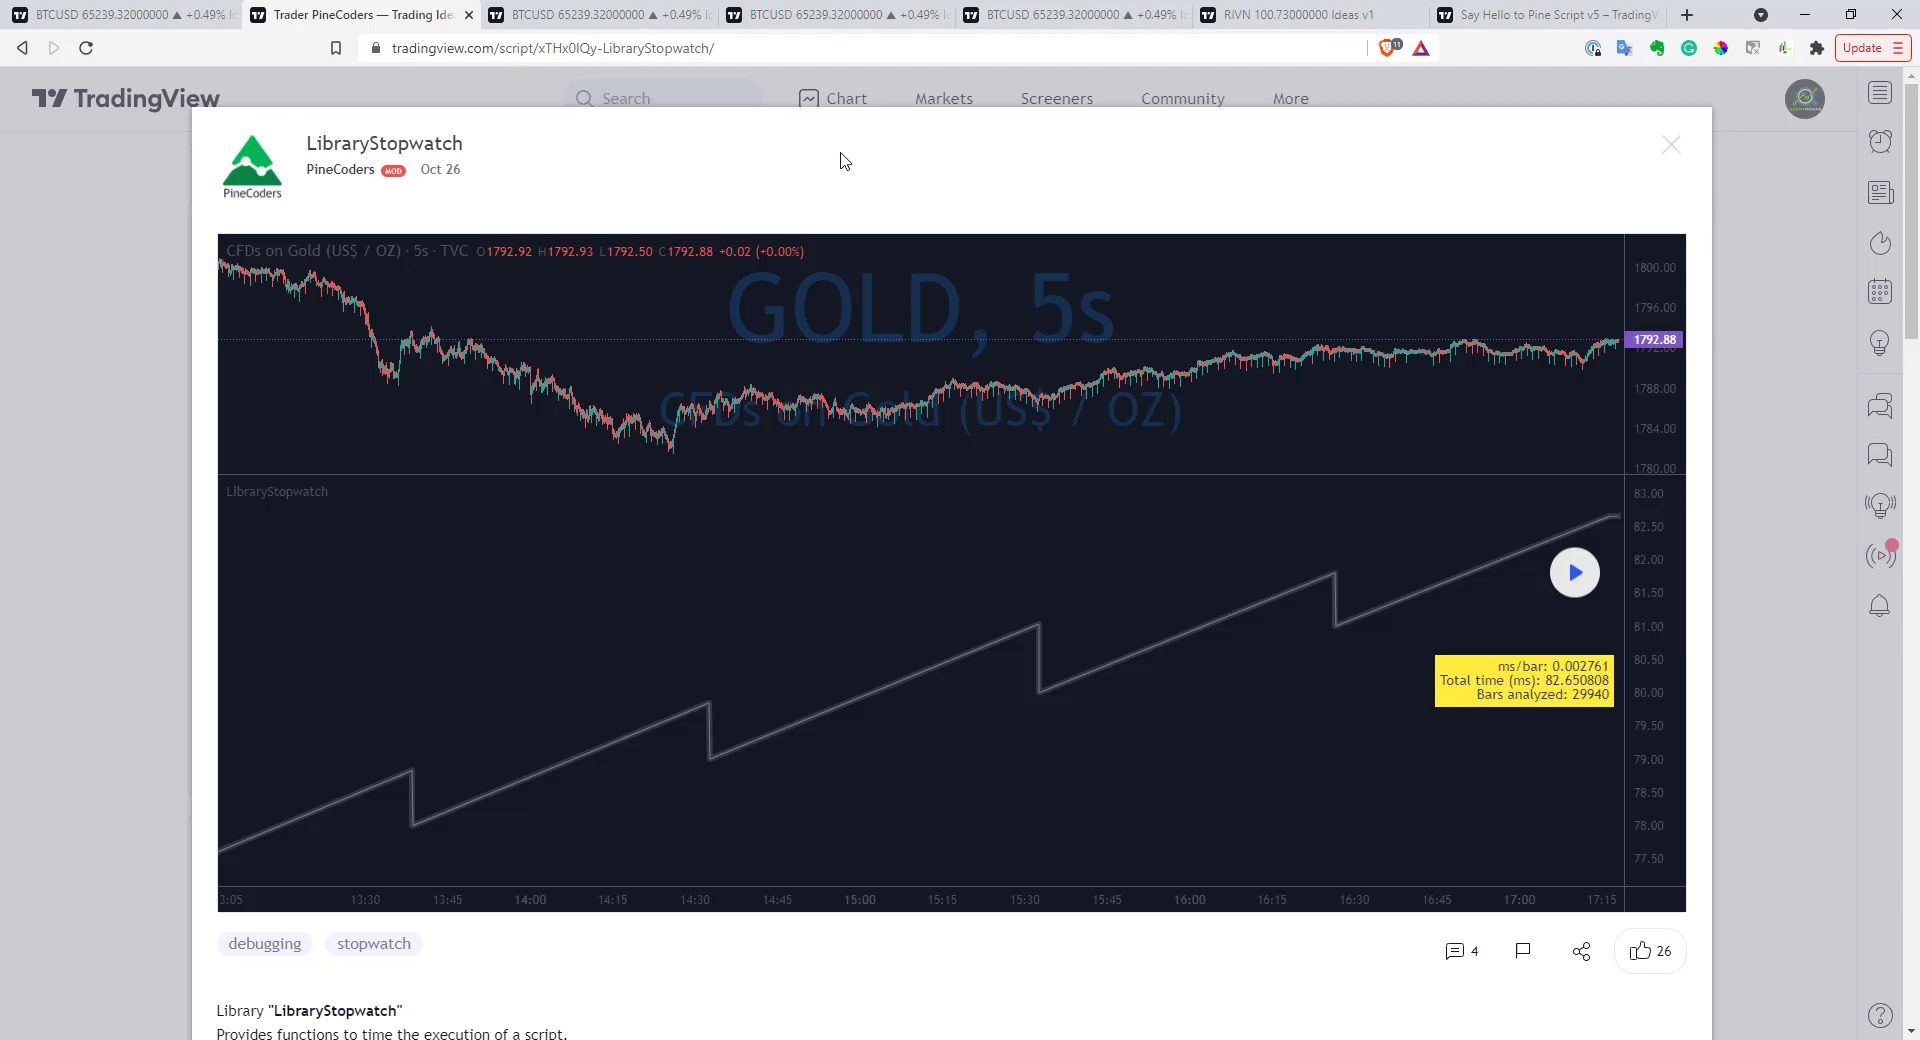 BTCUSD 65239.32000000 ▲ +0.49%
Trader PineCoders — Trading Ide
BTCUSD 65239.32000000 ▲ +0.49%
BTCUSD 65239.32000000 ▲ +0.49%
BTCUSD 65239.32000000 ▲ +0.49%
RIVN 100.73000000 Ideas v1
Say Hello to Pine Script v5 – TradingV
tradingview.com/script/xTHx0IQy-LibraryStopwatch/
11
Update
TradingView
Search
Chart
Markets
Screeners
Community
More
PineCoders
LibraryStopwatch
PineCoders MOD Oct 26
CFDs on Gold (US$ / OZ) · 5s · TVC O1792.92 H1792.93 L1792.50 C1792.88 +0.02 (+0.00%)
GOLD, 5s
CFDs on Gold (US$ / OZ)
1800.00
1796.00
1792.88
1792.00
1788.00
1784.00
1780.00
LibraryStopwatch
83.00
82.50
82.00
81.50
81.00
80.50
80.00
79.50
79.00
78.50
78.00
77.50
ms/bar: 0.002761
Total time (ms): 82.650808
Bars analyzed: 29940
3:05 13:30 13:45 14:00 14:15 14:30 14:45 15:00 15:15 15:30 15:45 16:00 16:15 16:30 16:45 17:00 17:15
debugging
stopwatch
4
26
Library "LibraryStopwatch"
Provides functions to time the execution of a script.